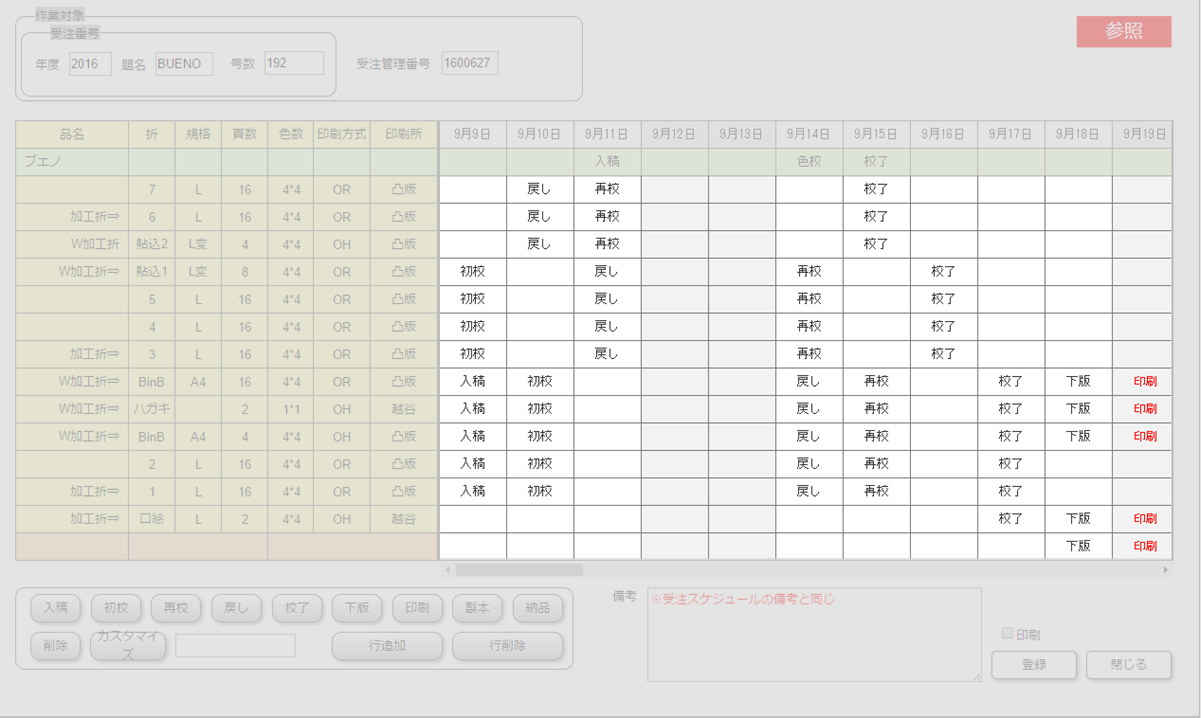 作業対象
参照
受注番号
年度 2016 題名 BUENO 号数 192 受注管理番号 1600627
品名 折 規格 頁数 色数 印刷方式 印刷所 9月9日 9月10日 9月11日 9月12日 9月13日 9月14日 9月15日 9月16日 9月17日 9月18日 9月19日
ブエノ 入稿 色校 校了
7 L 16 4*4 OR 凸版 戻し 再校 校了
加工折⇒ 6 L 16 4*4 OR 凸版 戻し 再校 校了
W加工折 貼込2 L変 4 4*4 OH 凸版 戻し 再校 校了
W加工折⇒ 貼込1 L変 8 4*4 OR 凸版 初校 戻し 再校 校了
5 L 16 4*4 OR 凸版 初校 戻し 再校 校了
4 L 16 4*4 OR 凸版 初校 戻し 再校 校了
加工折⇒ 3 L 16 4*4 OR 凸版 初校 戻し 再校 校了
W加工折⇒ BinB A4 16 4*4 OR 凸版 入稿 初校 戻し 再校 校了 下版 印刷
W加工折⇒ ハガキ 2 1*1 OH 越谷 入稿 初校 戻し 再校 校了 下版 印刷
W加工折⇒ BinB A4 4 4*4 OH 凸版 入稿 初校 戻し 再校 校了 下版 印刷
2 L 16 4*4 OR 凸版 入稿 初校 戻し 再校 校了
加工折⇒ 1 L 16 4*4 OR 凸版 入稿 初校 戻し 再校 校了
加工折⇒ 口絵 L 2 4*4 OH 越谷 校了 下版 印刷
下版 印刷
入稿 初校 再校 戻し 校了 下版 印刷 製本 納品
備考 ※受注スケジュールの備考と同じ
削除 カスタマイズ 行追加 行削除
印刷
登録 閉じる